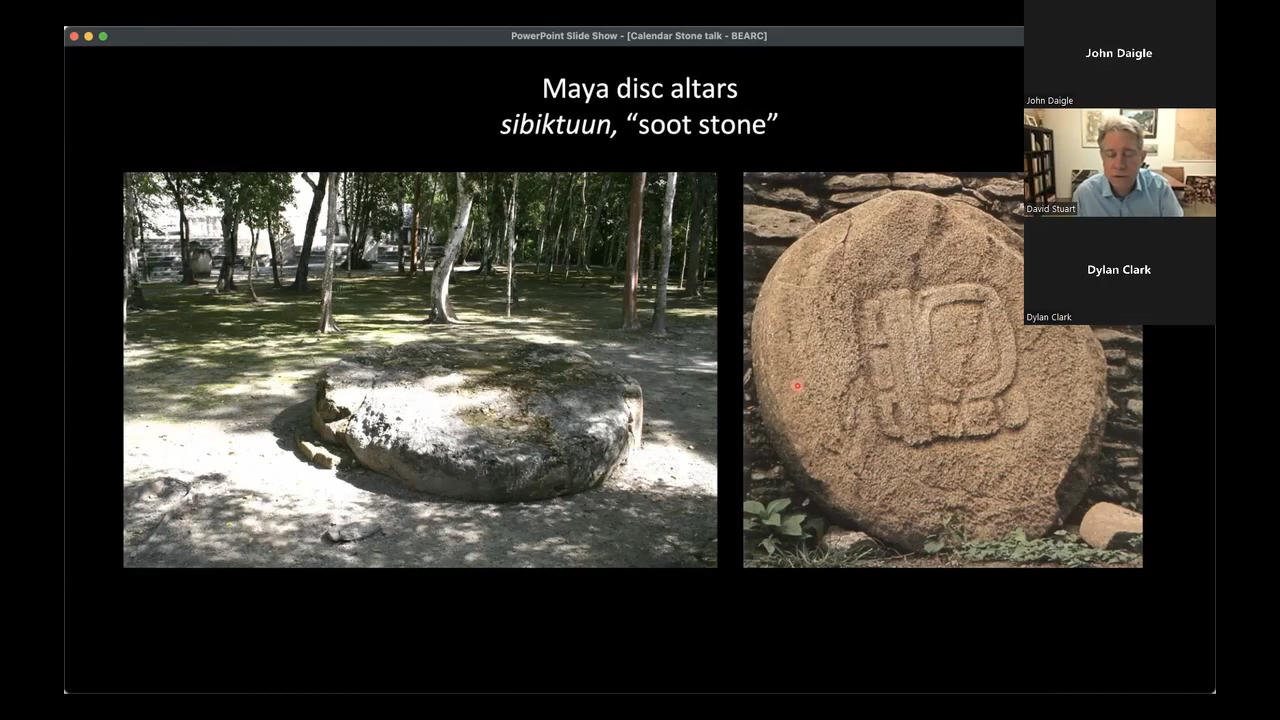 PowerPoint Slide Show - [Calendar Stone talk - BEARC]
Maya disc altars
sibiktuun, “soot stone”
John Daigle
John Daigle
David Stuart
Dylan Clark
Dylan Clark